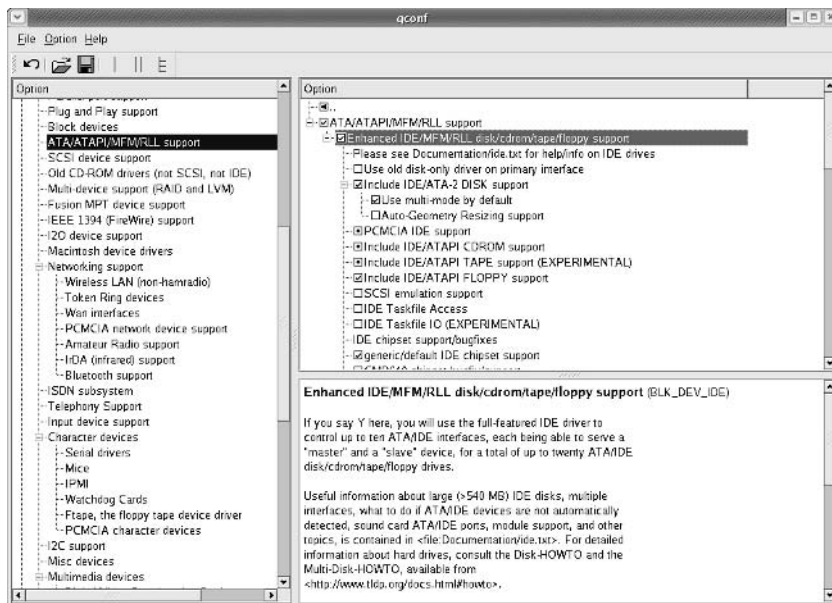 qconf
File Option Help
Option
Plug and Play support
Block devices
ATA/ATAPI/MFM/RLL support
SCSI device support
Old CD-ROM drivers (not SCSI, not IDE)
Multi-device support (RAID and LVM)
Fusion MPT device support
IEEE 1394 (FireWire) support
I2O device support
Macintosh device drivers
Networking support
Wireless LAN (non-hamradio)
Token Ring devices
Wan interfaces
PCMCIA network device support
Amateur Radio support
IrDA (infrared) support
Bluetooth support
ISDN subsystem
Telephony Support
Input device support
Character devices
Serial drivers
Mice
IPMI
Watchdog Cards
Ftape, the floppy tape device driver
PCMCIA character devices
I2C support
Misc devices
Multimedia devices
Option
..
ATA/ATAPI/MFM/RLL support
Enhanced IDE/MFM/RLL disk/cdrom/tape/floppy support
Please see Documentation/ide.txt for help/info on IDE drives
Use old disk-only driver on primary interface
Include IDE/ATA-2 DISK support
Use multi-mode by default
Auto-Geometry Resizing support
PCMCIA IDE support
Include IDE/ATAPI CDROM support
Include IDE/ATAPI TAPE support (EXPERIMENTAL)
Include IDE/ATAPI FLOPPY support
SCSI emulation support
IDE Taskfile Access
IDE Taskfile IO (EXPERIMENTAL)
IDE chipset support/bugfixes
generic/default IDE chipset support
Enhanced IDE/MFM/RLL disk/cdrom/tape/floppy support (BLK_DEV_IDE)
If you say Y here, you will use the full-featured IDE driver to
control up to ten ATA/IDE interfaces, each being able to serve a
"master" and a "slave" device, for a total of up to twenty ATA/IDE
disk/cdrom/tape/floppy drives.
Useful information about large (>540 MB) IDE disks, multiple
interfaces, what to do if ATA/IDE devices are not automatically
detected, sound card ATA/IDE ports, module support, and other
topics, is contained in <file:Documentation/ide.txt>. For detailed
information about hard drives, consult the Disk-HOWTO and the
Multi-Disk-HOWTO, available from
<http://www.tldp.org/docs.html#howto>.